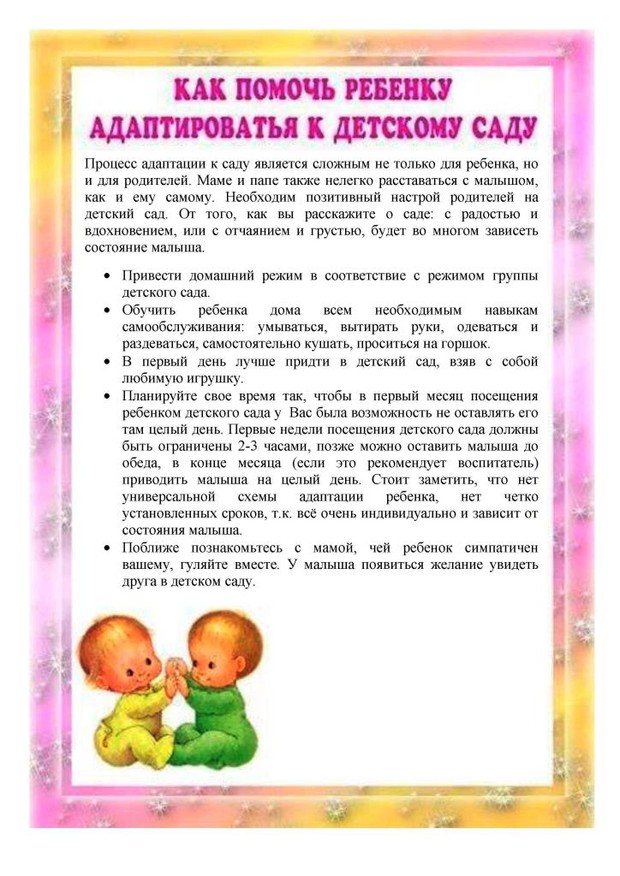 КАК ПОМОЧЬ РЕБЕНКУ
АДАПТИРОВАТЬЯ К ДЕТСКОМУ САДУ
Процесс адаптации к саду является сложным не только для ребенка, но
и для родителей. Маме и папе также нелегко расставаться с малышом,
как и ему самому. Необходим позитивный настрой родителей на
детский сад. От того, как вы расскажите о саде: с радостью и
вдохновением, или с отчаянием и грустью, будет во многом зависеть
состояние малыша.
• Привести домашний режим в соответствие с режимом группы
детского сада.
• Обучить ребенка дома всем необходимым навыкам
самообслуживания: умываться, вытирать руки, одеваться и
раздеваться, самостоятельно кушать, проситься на горшок.
• В первый день лучше придти в детский сад, взяв с собой
любимую игрушку.
• Планируйте свое время так, чтобы в первый месяц посещения
ребенком детского сада у Вас была возможность не оставлять его
там целый день. Первые недели посещения детского сада должны
быть ограничены 2-3 часами, позже можно оставить малыша до
обеда, в конце месяца (если это рекомендует воспитатель)
приводить малыша на целый день. Стоит заметить, что нет
универсальной схемы адаптации ребенка, нет четко
установленных сроков, т.к. всё очень индивидуально и зависит от
состояния малыша.
• Поближе познакомьтесь с мамой, чей ребенок симпатичен
вашему, гуляйте вместе. У малыша появиться желание увидеть
друга в детском саду.